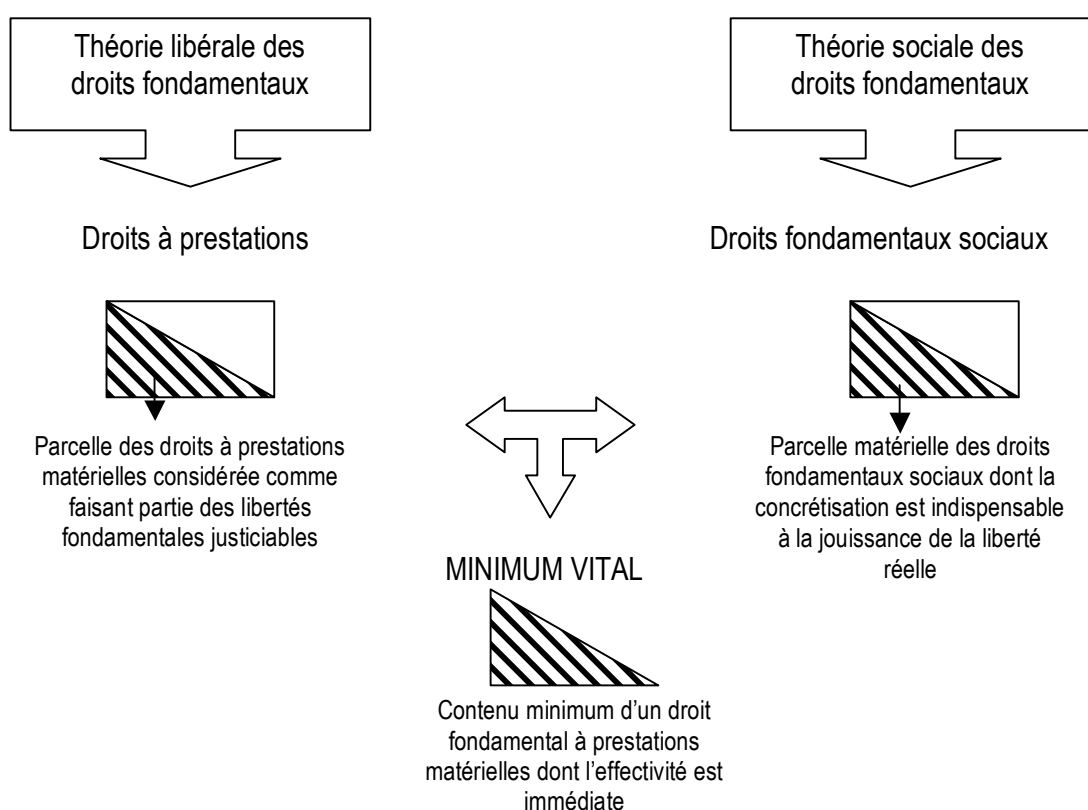 Théorie libérale des
droits fondamentaux
Théorie sociale des
droits fondamentaux
Droits à prestations
Droits fondamentaux sociaux
Parcelle des droits à prestations
matérielles considérée comme
faisant partie des libertés
fondamentales justiciables
Parcelle matérielle des droits
fondamentaux sociaux dont la
concrétisation est indispensable
à la jouissance de la liberté
réelle
MINIMUM VITAL
Contenu minimum d’un droit
fondamental à prestations
matérielles dont l’effectivité est
immédiate